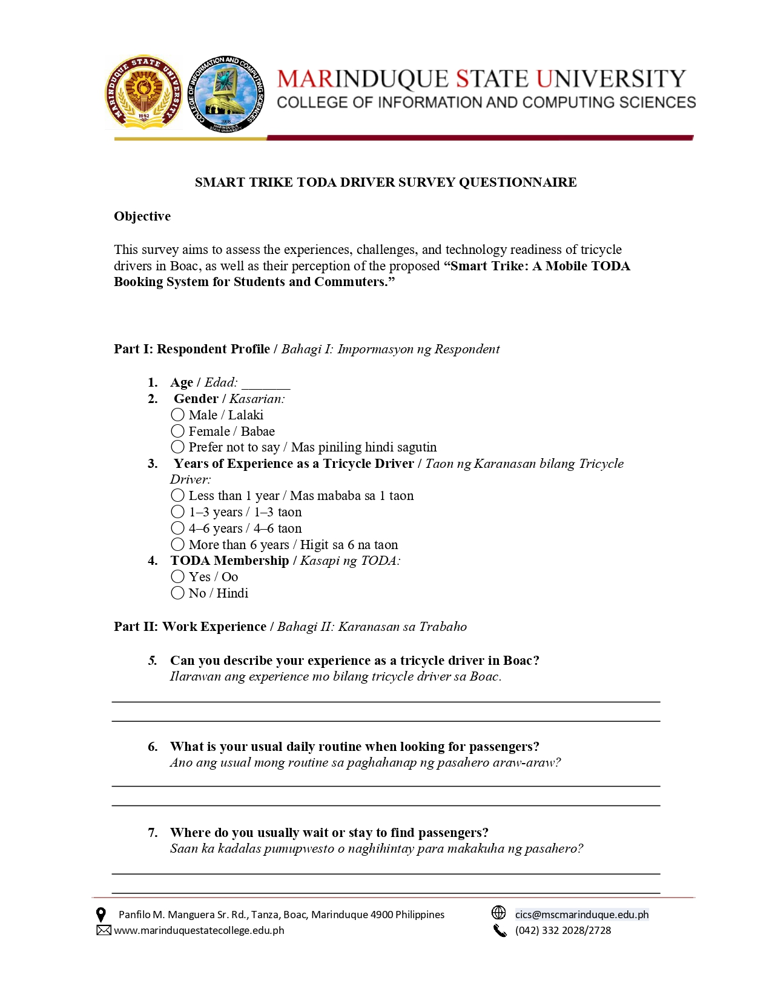 MARINDUQUE STATE UNIVERSITY
1952
COLLEGE OF INFORMATION AND COMPUTING SCIENCES
1998
MARINDUQUE
STATE UNIVERSITY
MARINDUQUE STATE UNIVERSITY
COLLEGE OF INFORMATION AND COMPUTING SCIENCES
SMART TRIKE TODA DRIVER SURVEY QUESTIONNAIRE
Objective
This survey aims to assess the experiences, challenges, and technology readiness of tricycle
drivers in Boac, as well as their perception of the proposed “Smart Trike: A Mobile TODA
Booking System for Students and Commuters.”
Part I: Respondent Profile / Bahagi I: Impormasyon ng Respondent
1. Age / Edad: _______
2. Gender / Kasarian:
◯ Male / Lalaki
◯ Female / Babae
◯ Prefer not to say / Mas piniling hindi sagutin
3. Years of Experience as a Tricycle Driver / Taon ng Karanasan bilang Tricycle
Driver:
◯ Less than 1 year / Mas mababa sa 1 taon
◯ 1–3 years / 1–3 taon
◯ 4–6 years / 4–6 taon
◯ More than 6 years / Higit sa 6 na taon
4. TODA Membership / Kasapi ng TODA:
◯ Yes / Oo
◯ No / Hindi
Part II: Work Experience / Bahagi II: Karanasan sa Trabaho
5. Can you describe your experience as a tricycle driver in Boac?
Ilarawan ang experience mo bilang tricycle driver sa Boac.
6. What is your usual daily routine when looking for passengers?
Ano ang usual mong routine sa paghahanap ng pasahero araw-araw?
7. Where do you usually wait or stay to find passengers?
Saan ka kadalas pumupwesto o naghihintay para makakuha ng pasahero?
Panfilo M. Manguera Sr. Rd., Tanza, Boac, Marinduque 4900 Philippines
cics@mscmarinduque.edu.ph
www.marinduquestatecollege.edu.ph
(042) 332 2028/2728